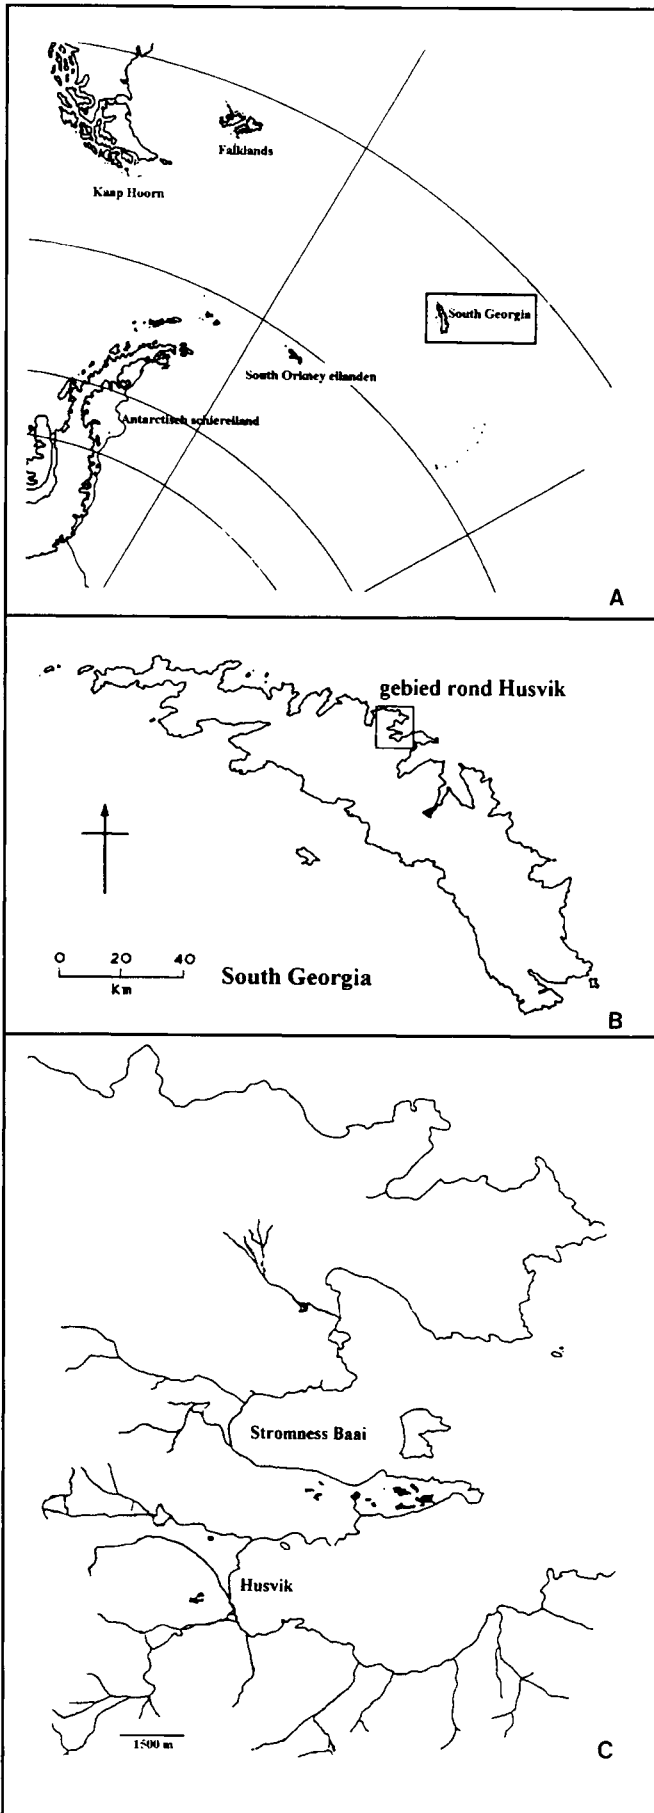 Falklands
Kaap Hoorn
South Georgia
South Orkney eilanden
Antarctisch schiereiland
A
gebied rond Husvik
0 20 40
Km
South Georgia
B
Stromness Baai
Husvik
1500 m
C